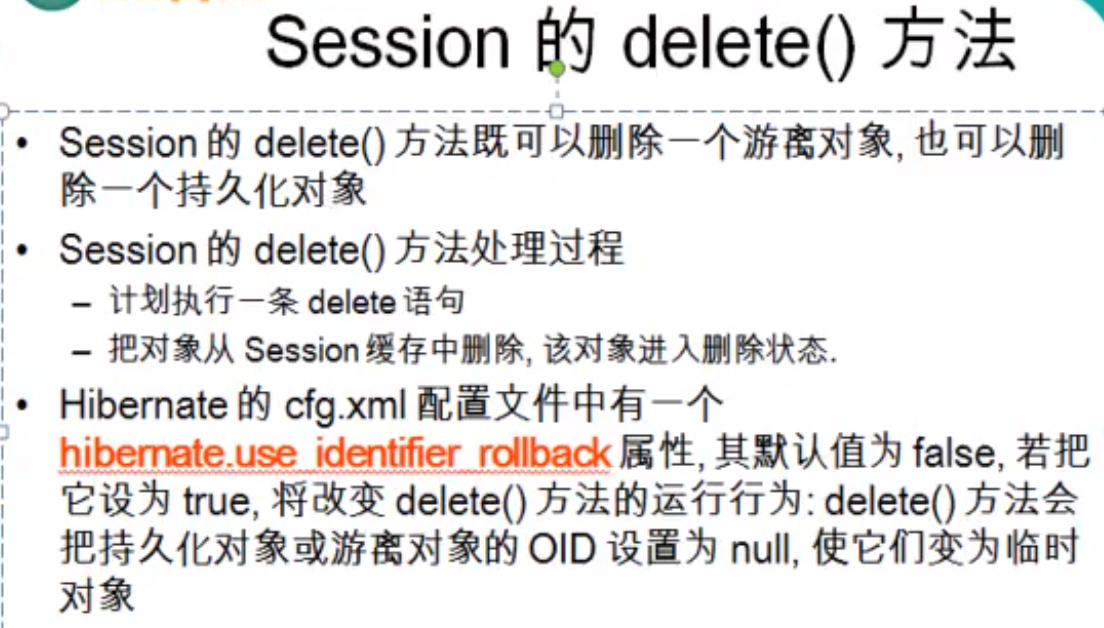 Session 的 delete() 方法
• Session 的 delete() 方法既可以删除一个游离对象, 也可以删
除一个持久化对象
• Session 的 delete() 方法处理过程
– 计划执行一条 delete 语句
– 把对象从 Session 缓存中删除, 该对象进入删除状态.
• Hibernate 的 cfg.xml 配置文件中有一个
hibernate.use_identifier_rollback 属性, 其默认值为 false, 若把
它设为 true, 将改变 delete() 方法的运行行为: delete() 方法会
把持久化对象或游离对象的 OID 设置为 null, 使它们变为临时
对象